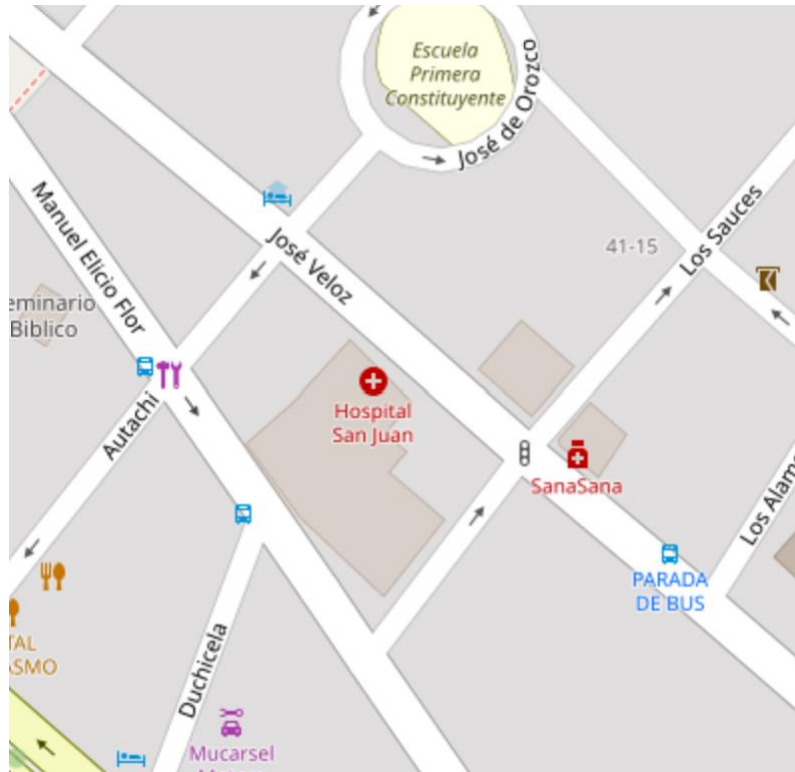 Escuela
Primera
Constituyente
José de Orozco
Manuel Elicio Flor
José Veloz
41-15
Los Sauces
eminario
Biblico
Hospital
San Juan
Autachi
SanaSana
Los Alam
PARADA
DE BUS
TAL
ASMO
Duchicela
Mucarsel